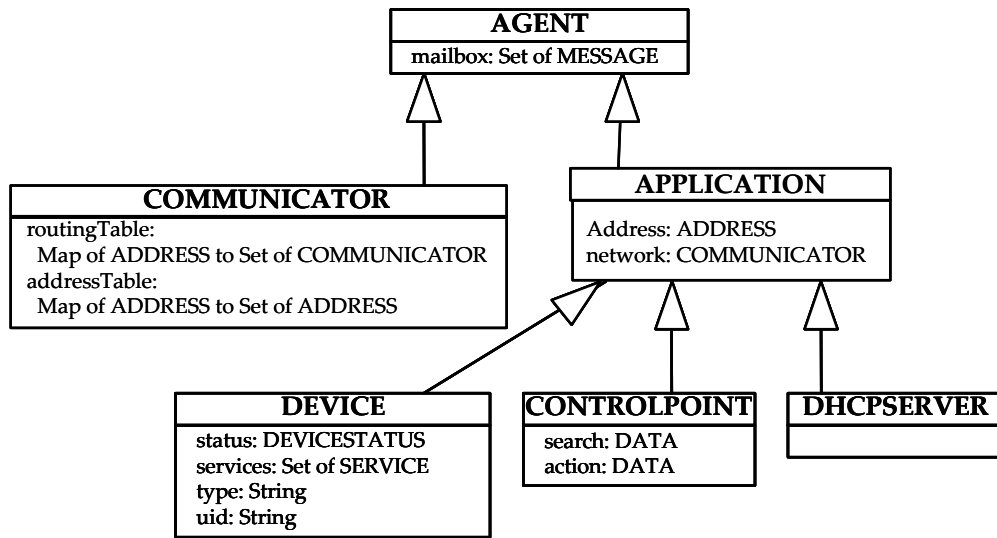 AGENT
mailbox: Set of MESSAGE
COMMUNICATOR
routingTable:
Map of ADDRESS to Set of COMMUNICATOR
addressTable:
Map of ADDRESS to Set of ADDRESS
APPLICATION
Address: ADDRESS
network: COMMUNICATOR
DEVICE
status: DEVICESTATUS
services: Set of SERVICE
type: String
uid: String
CONTROLPOINT
search: DATA
action: DATA
DHCPSERVER